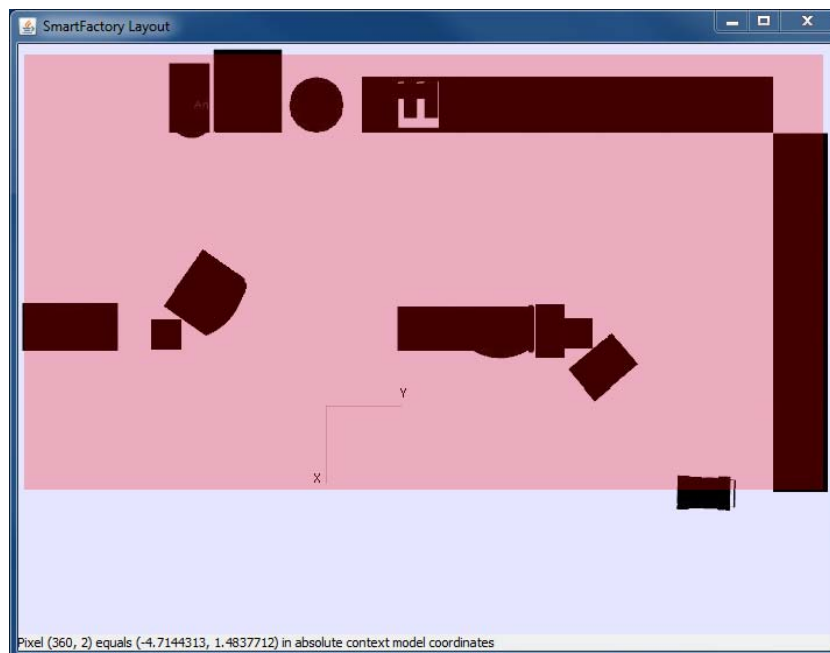 SmartFactory Layout
Y
X
Pixel (360, 2) equals (-4.7144313, 1.4837712) in absolute context model coordinates